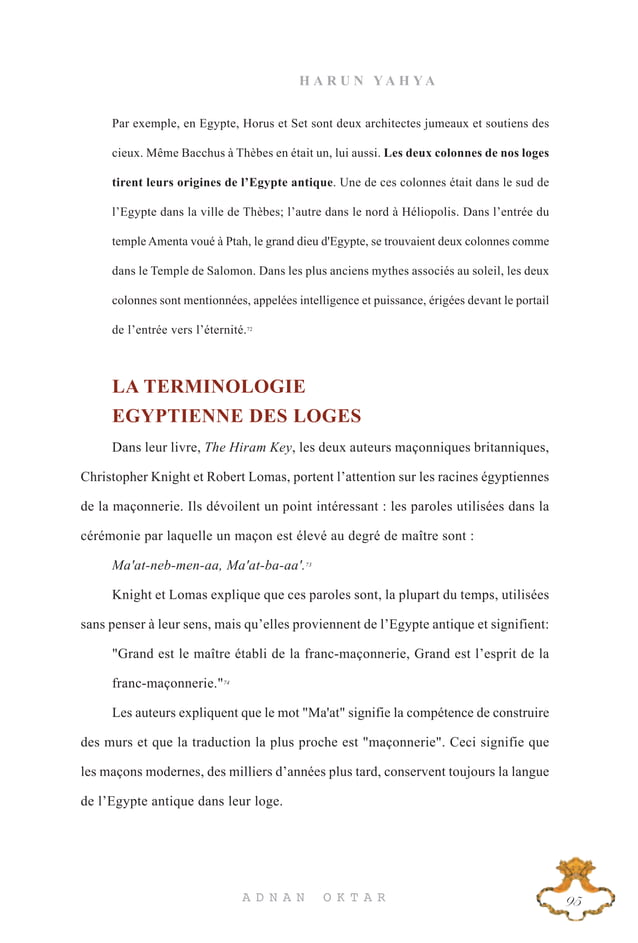 HARUN YAHYA
Par exemple, en Egypte, Horus et Set sont deux architectes jumeaux et soutiens des
cieux. Même Bacchus à Thèbes en était un, lui aussi. Les deux colonnes de nos loges
tirent leurs origines de l’Egypte antique. Une de ces colonnes était dans le sud de
l’Egypte dans la ville de Thèbes; l’autre dans le nord à Héliopolis. Dans l’entrée du
temple Amenta voué à Ptah, le grand dieu d'Egypte, se trouvaient deux colonnes comme
dans le Temple de Salomon. Dans les plus anciens mythes associés au soleil, les deux
colonnes sont mentionnées, appelées intelligence et puissance, érigées devant le portail
de l’entrée vers l’éternité.72
LA TERMINOLOGIE
EGYPTIENNE DES LOGES
Dans leur livre, The Hiram Key, les deux auteurs maçonniques britanniques,
Christopher Knight et Robert Lomas, portent l’attention sur les racines égyptiennes
de la maçonnerie. Ils dévoilent un point intéressant : les paroles utilisées dans la
cérémonie par laquelle un maçon est élevé au degré de maître sont :
Ma'at-neb-men-aa, Ma'at-ba-aa'.73
Knight et Lomas explique que ces paroles sont, la plupart du temps, utilisées
sans penser à leur sens, mais qu’elles proviennent de l’Egypte antique et signifient:
"Grand est le maître établi de la franc-maçonnerie, Grand est l’esprit de la
franc-maçonnerie."74
Les auteurs expliquent que le mot "Ma'at" signifie la compétence de construire
des murs et que la traduction la plus proche est "maçonnerie". Ceci signifie que
les maçons modernes, des milliers d’années plus tard, conservent toujours la langue
de l’Egypte antique dans leur loge.
ADNAN OKTAR
95